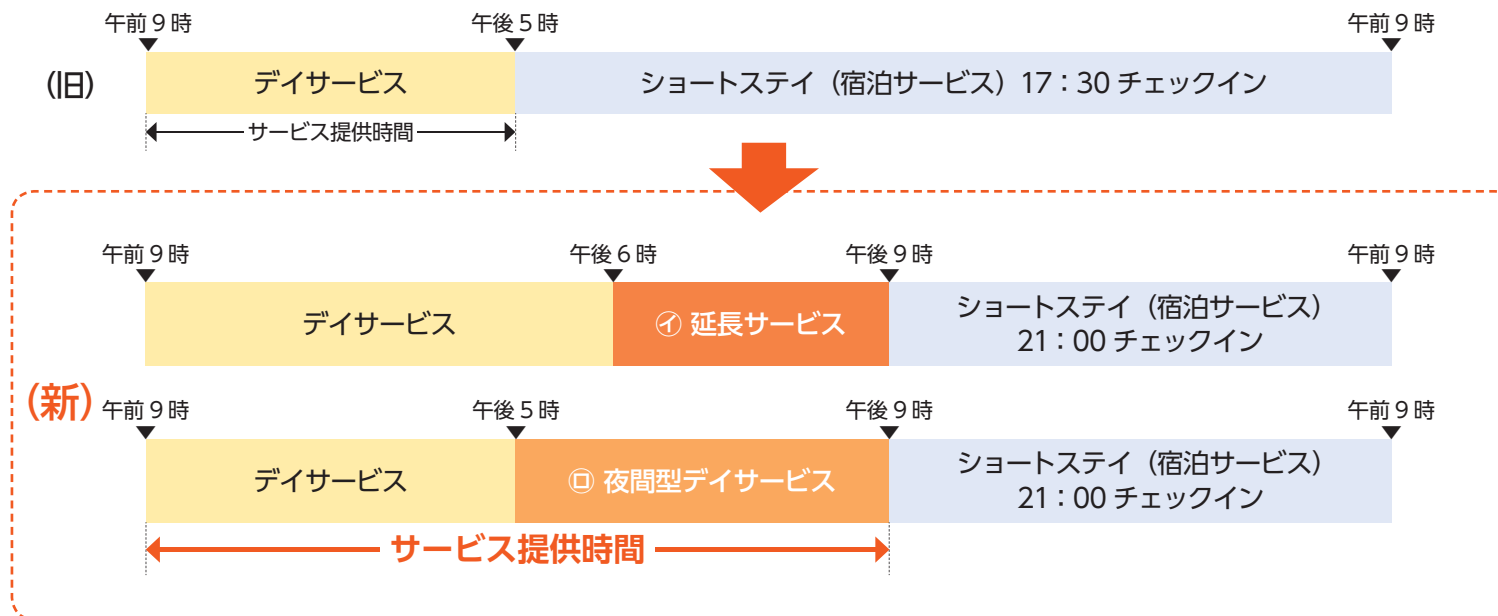 午前9時 午後5時 午前9時
(旧) デイサービス ショートステイ（宿泊サービス）17：30 チェックイン
サービス提供時間
午前9時 午後6時 午後9時 午前9時
デイサービス ㋑ 延長サービス ショートステイ（宿泊サービス）
21：00 チェックイン
(新)
午前9時 午後5時 午後9時 午前9時
デイサービス ㋺ 夜間型デイサービス ショートステイ（宿泊サービス）
21：00 チェックイン
サービス提供時間